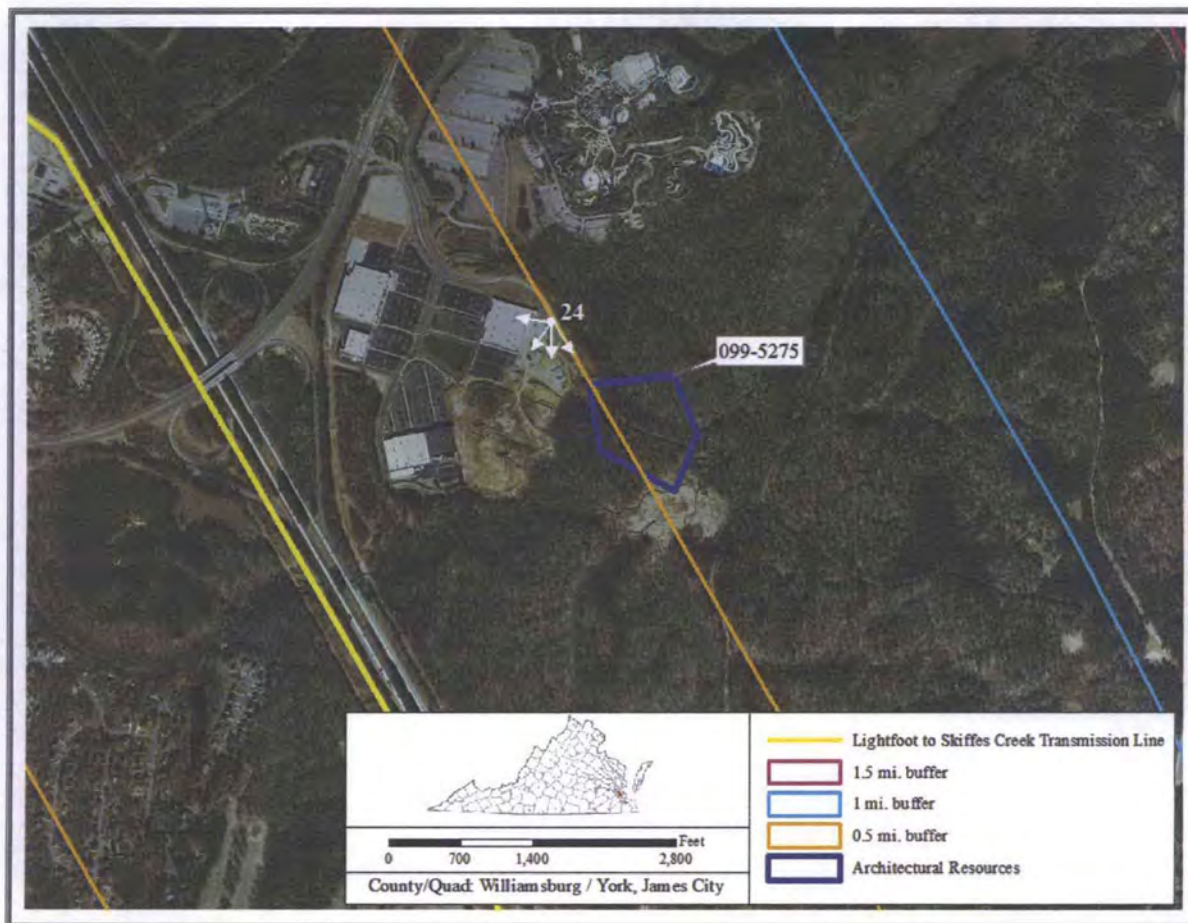 24
099-5275
Lightfoot to Skiffes Creek Transmission Line
1.5 mi. buffer
1 mi. buffer
0.5 mi. buffer
Architectural Resources
Feet
0 700 1,400 2,800
County/Quad: Williamsburg / York, James City